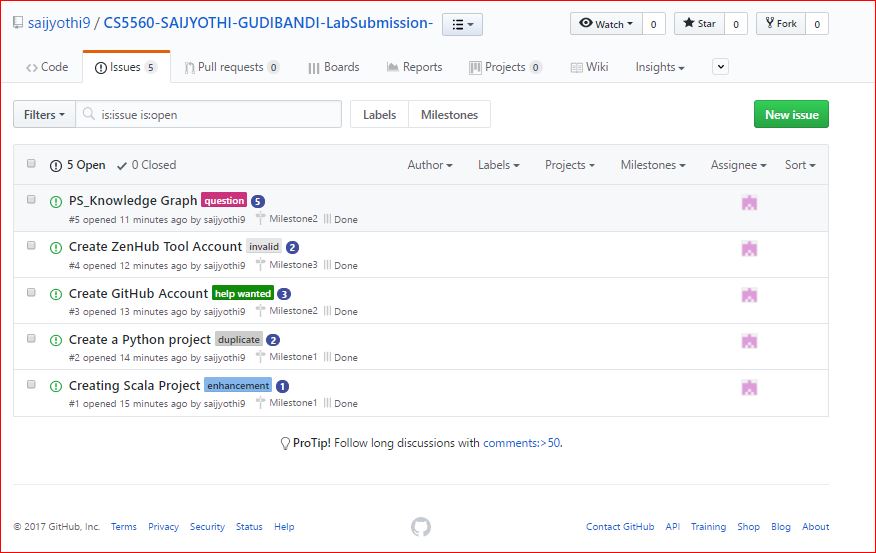 saijyothi9 / CS5560-SAIJYOTHI-GUDIBANDI-LabSubmission- Watch 0 Star 0 Fork 0
Code Issues 5 Pull requests 0 Boards Reports Projects 0 Wiki Insights
Filters is:issue is:open Labels Milestones New issue
5 Open 0 Closed Author Labels Projects Milestones Assignee Sort
PS_Knowledge Graph question 5
#5 opened 11 minutes ago by saijyothi9 Milestone2 Done
Create ZenHub Tool Account invalid 2
#4 opened 12 minutes ago by saijyothi9 Milestone3 Done
Create GitHub Account help wanted 3
#3 opened 13 minutes ago by saijyothi9 Milestone2 Done
Create a Python project duplicate 2
#2 opened 14 minutes ago by saijyothi9 Milestone1 Done
Creating Scala Project enhancement 1
#1 opened 15 minutes ago by saijyothi9 Milestone1 Done
ProTip! Follow long discussions with comments:>50.
© 2017 GitHub, Inc. Terms Privacy Security Status Help Contact GitHub API Training Shop Blog About